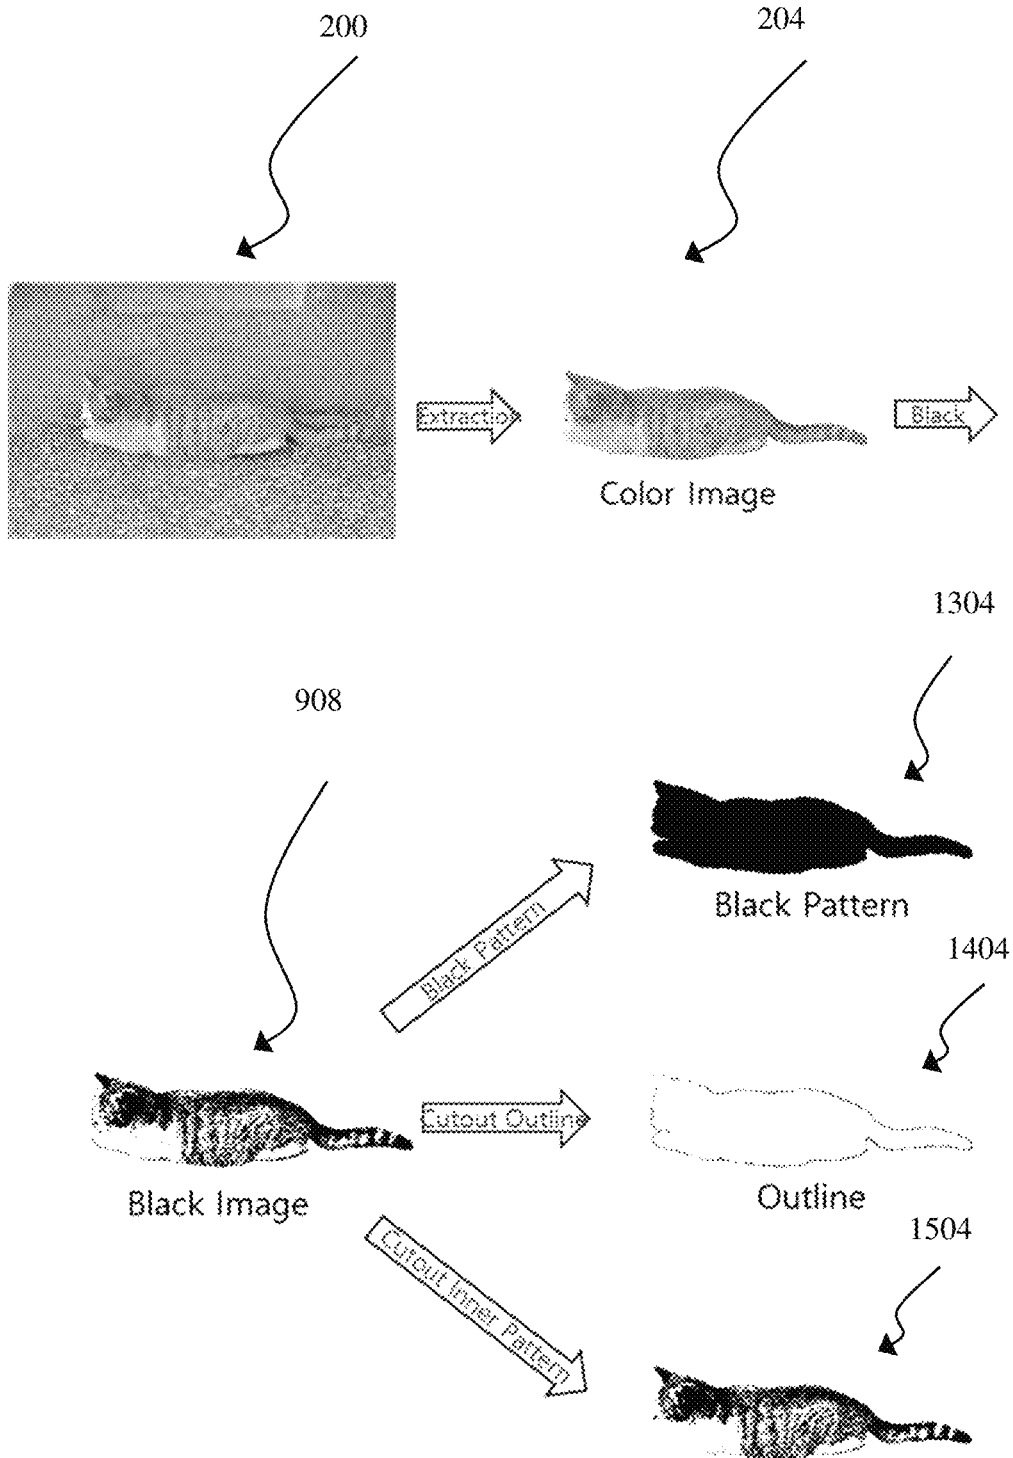 200
204
Extraction
Black
Color Image
1304
908
Black Pattern
Black Pattern
1404
Cutout Outline
Black Image
Outline
1504
Cutout Inner Pattern